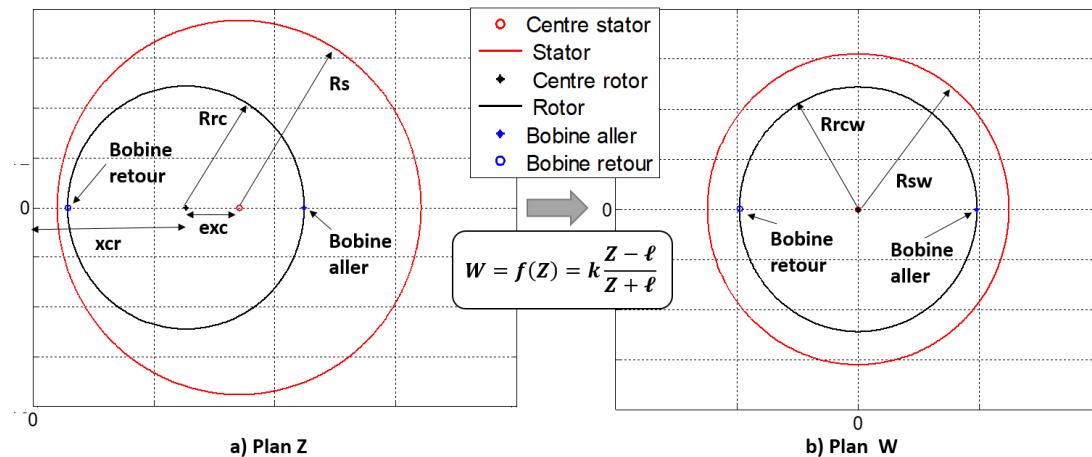 Rs
Rrc
Bobine
retour
0
exc
xcr
Bobine
aller
0
a) Plan Z
Centre stator
Stator
Centre rotor
Rotor
Bobine aller
Bobine retour
W = f(Z) = k (Z − ℓ)/(Z + ℓ)
Rrcw
Rsw
0
Bobine
retour
Bobine
aller
0
b) Plan W